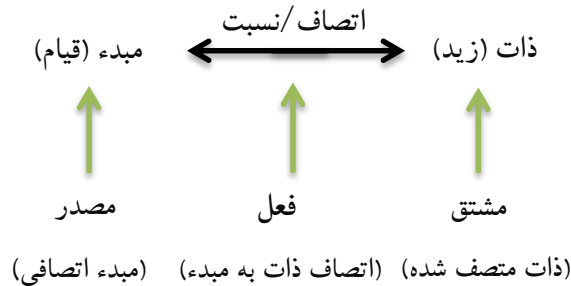 اتصاف/نسبت
ذات (زید) مبدء (قیام)
مشتق فعل مصدر
(ذات متصف شده) (اتصاف ذات به مبدء) (مبدء اتصافی)